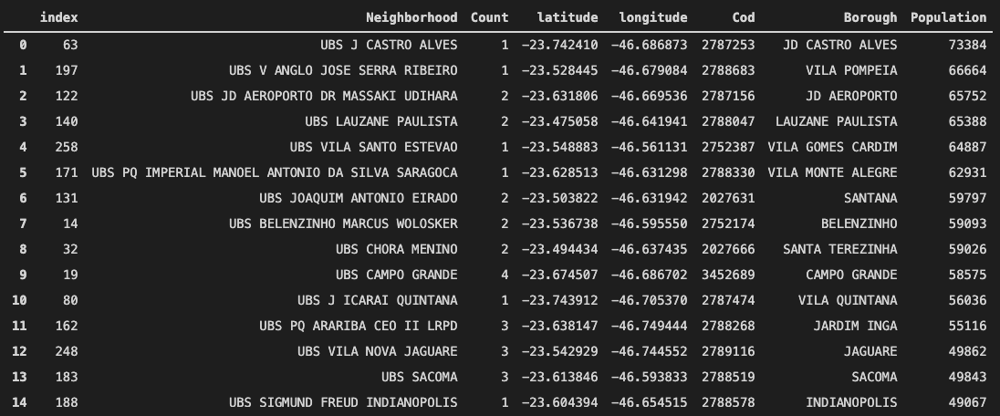 index Neighborhood Count latitude longitude Cod Borough Population
0 63 UBS J CASTRO ALVES 1 -23.742410 -46.686873 2787253 JD CASTRO ALVES 73384
1 197 UBS V ANGLO JOSE SERRA RIBEIRO 1 -23.528445 -46.679084 2788683 VILA POMPEIA 66664
2 122 UBS JD AEROPORTO DR MASSAKI UDIHARA 2 -23.631806 -46.669536 2787156 JD AEROPORTO 65752
3 140 UBS LAUZANE PAULISTA 2 -23.475058 -46.641941 2788047 LAUZANE PAULISTA 65388
4 258 UBS VILA SANTO ESTEVAO 1 -23.548883 -46.561131 2752387 VILA GOMES CARDIM 64887
5 171 UBS PQ IMPERIAL MANOEL ANTONIO DA SILVA SARAGOCA 1 -23.628513 -46.631298 2788330 VILA MONTE ALEGRE 62931
6 131 UBS JOAQUIM ANTONIO EIRADO 2 -23.503822 -46.631942 2027631 SANTANA 59797
7 14 UBS BELENZINHO MARCUS WOLOSKER 2 -23.536738 -46.595550 2752174 BELENZINHO 59093
8 32 UBS CHORA MENINO 2 -23.494434 -46.637435 2027666 SANTA TEREZINHA 59026
9 19 UBS CAMPO GRANDE 4 -23.674507 -46.686702 3452689 CAMPO GRANDE 58575
10 80 UBS J ICARAI QUINTANA 1 -23.743912 -46.705370 2787474 VILA QUINTANA 56036
11 162 UBS PQ ARARIBA CEO II LRPD 3 -23.638147 -46.749444 2788268 JARDIM INGA 55116
12 248 UBS VILA NOVA JAGUARE 3 -23.542929 -46.744552 2789116 JAGUARE 49862
13 183 UBS SACOMA 3 -23.613846 -46.593833 2788519 SACOMA 49843
14 188 UBS SIGMUND FREUD INDIANOPOLIS 1 -23.604394 -46.654515 2788578 INDIANOPOLIS 49067